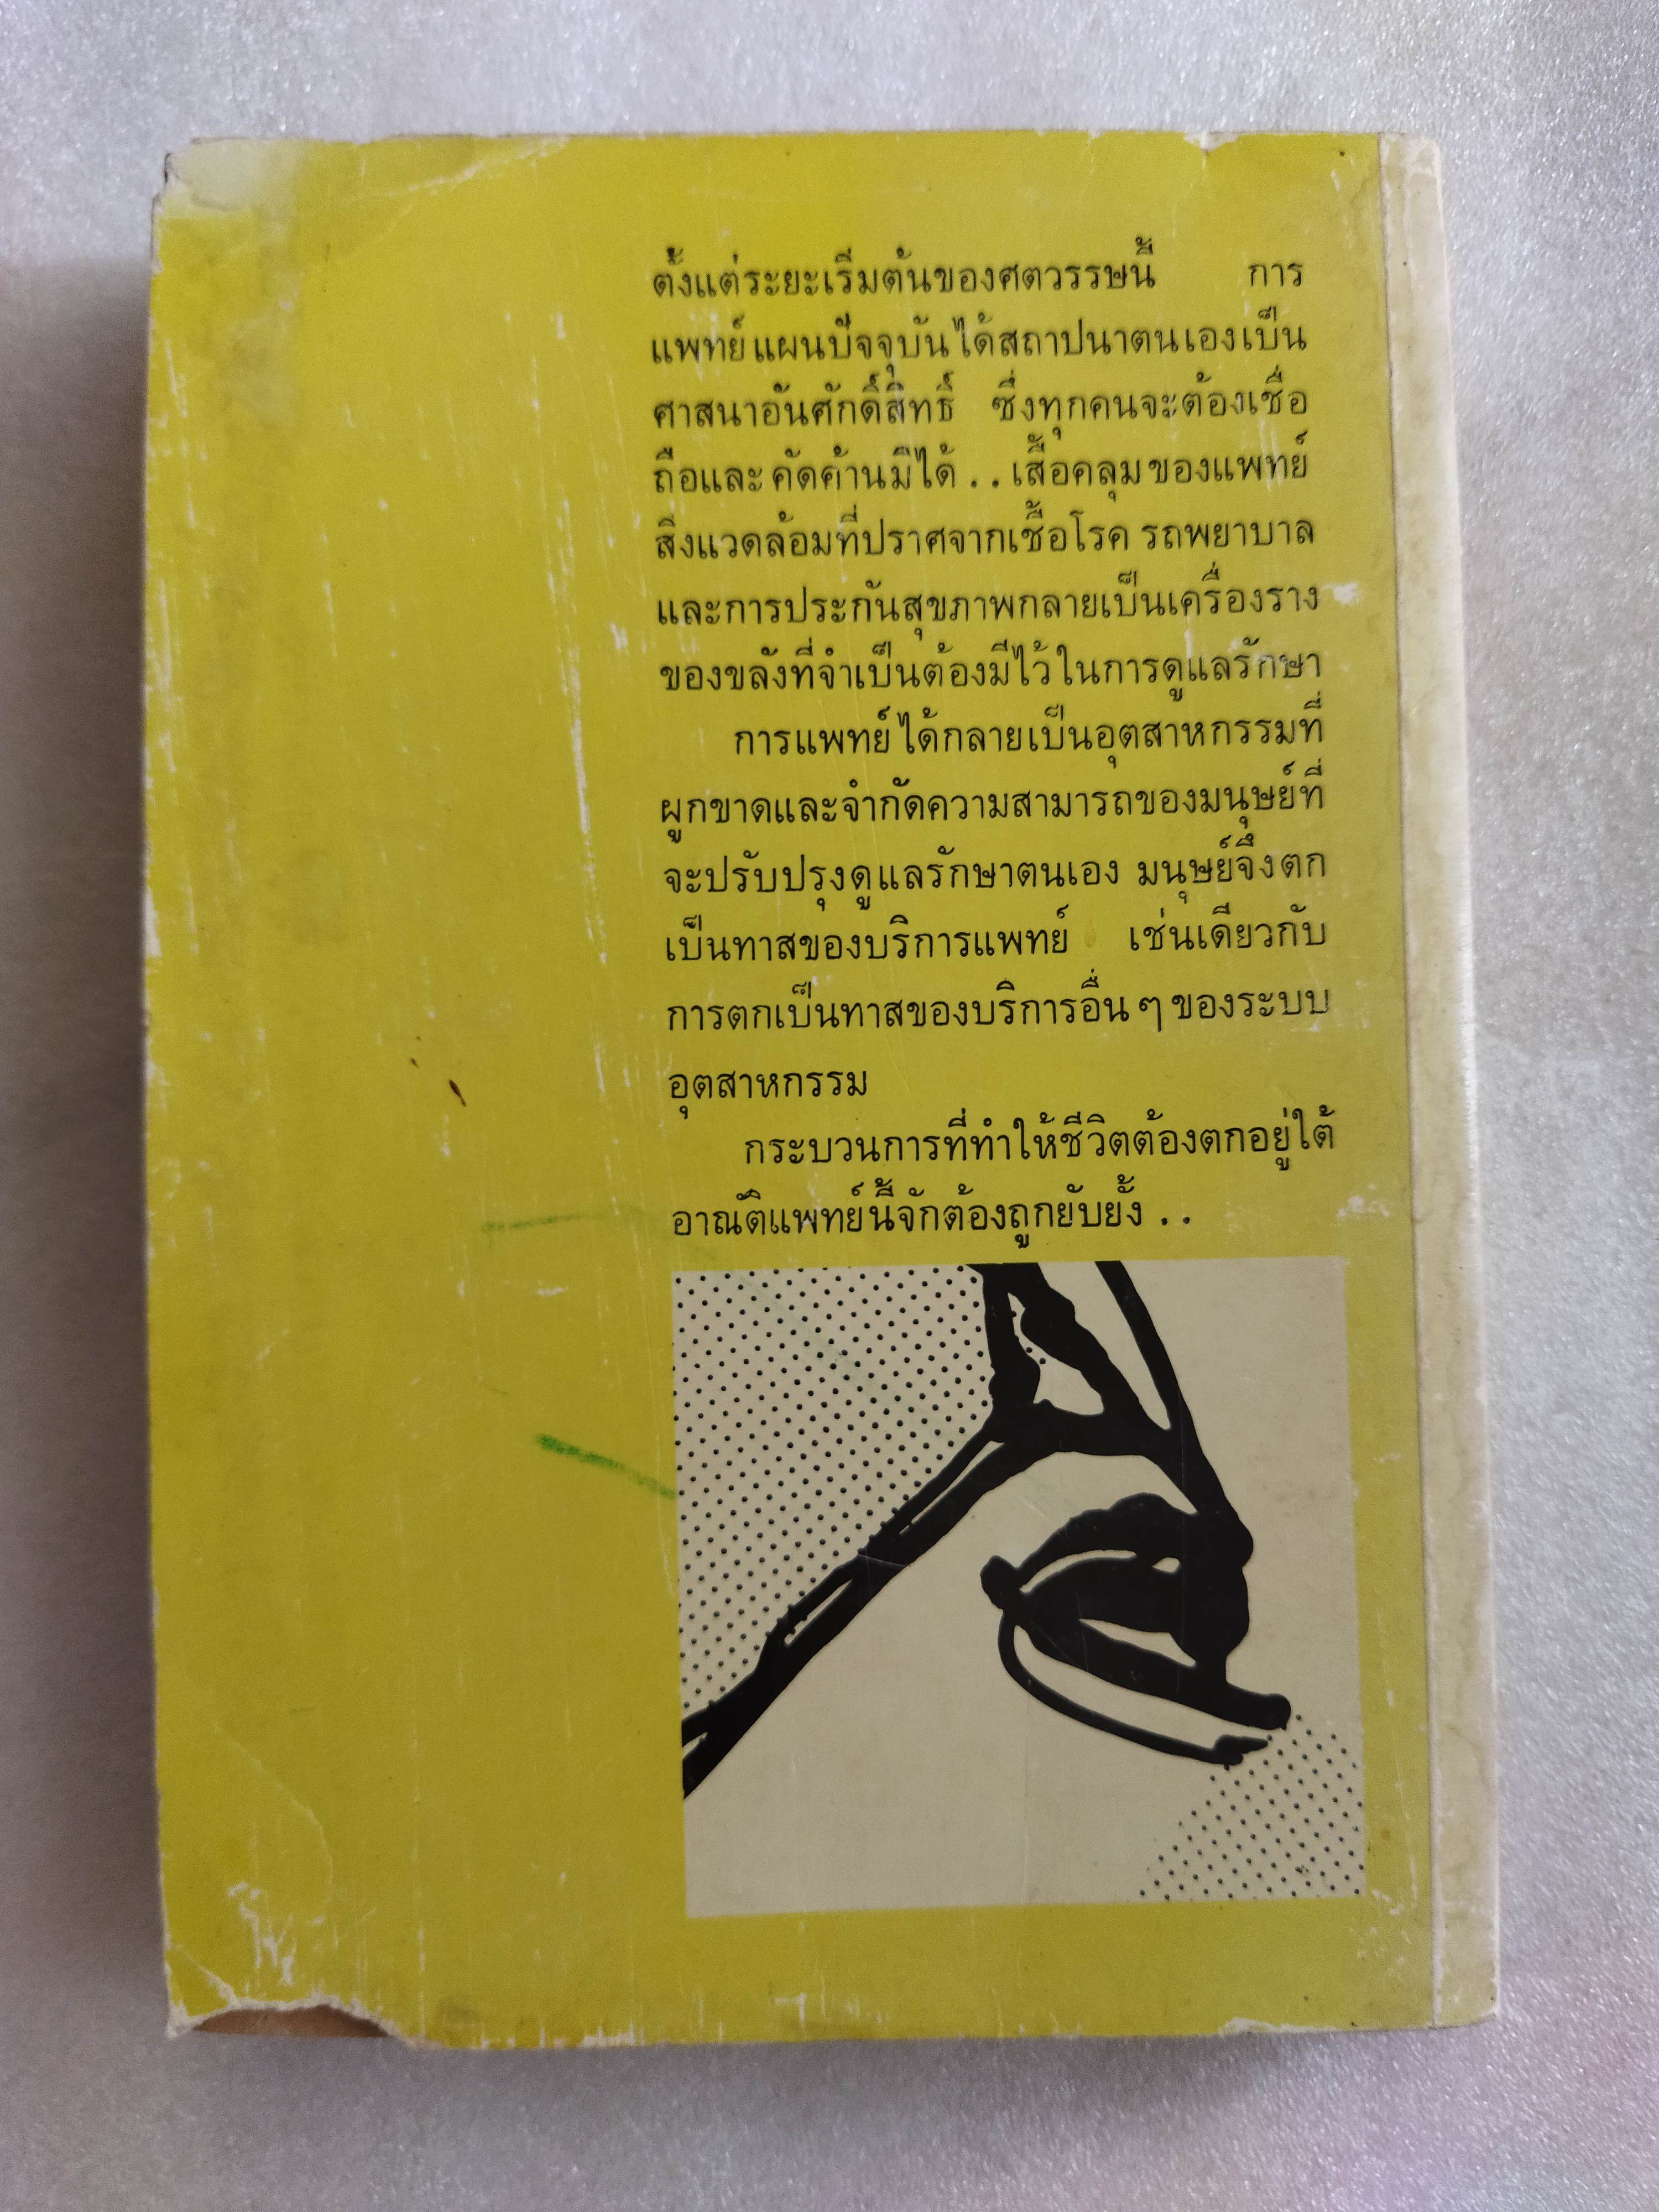 ตั้งแต่ระยะเริ่มต้นของศตวรรษนี้ การ
แพทย์แผนปัจจุบันได้สถาปนาตนเองเป็น
ศาสนาอันศักดิ์สิทธิ์ ซึ่งทุกคนจะต้องเชื่อ
ถือและคัดค้านมิได้ . . เสื้อคลุมของแพทย์
สิ่งแวดล้อมที่ปราศจากเชื้อโรค รถพยาบาล
และการประกันสุขภาพกลายเป็นเครื่องราง
ของขลังที่จำเป็นต้องมีไว้ในการดูแลรักษา
การแพทย์ได้กลายเป็นอุตสาหกรรมที่
ผูกขาดและจำกัดความสามารถของมนุษย์ที่
จะปรับปรุงดูแลรักษาตนเอง มนุษย์จึงตก
เป็นทาสของบริการแพทย์ เช่นเดียวกับ
การตกเป็นทาสของบริการอื่น ๆ ของระบบ
อุตสาหกรรม
กระบวนการที่ทำให้ชีวิตต้องตกอยู่ใต้
อาณัติแพทย์นี้จักต้องถูกยับยั้ง . .